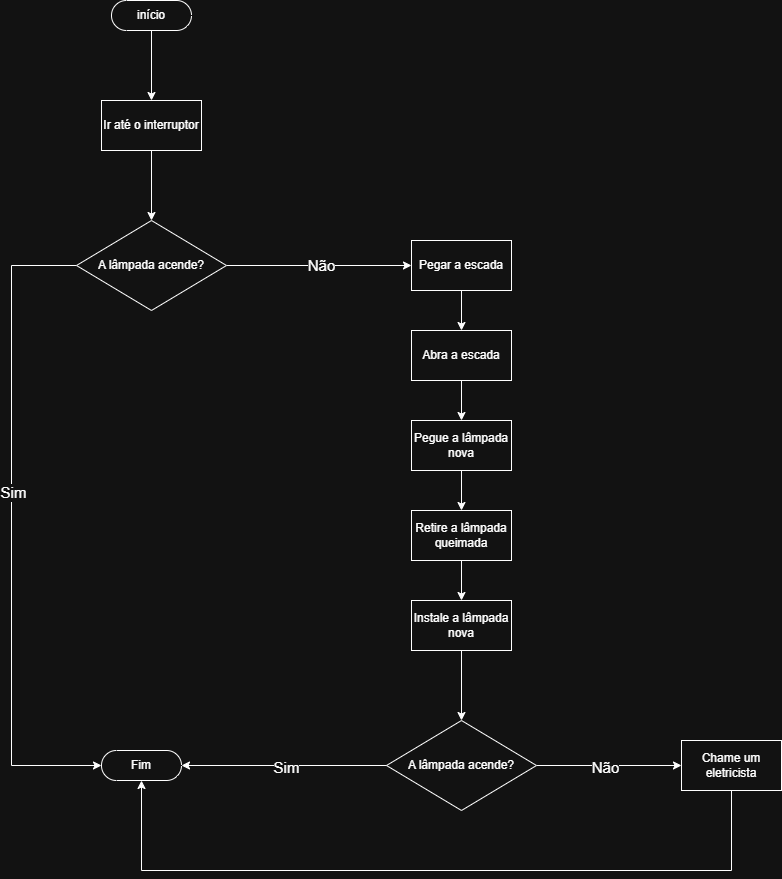 início
Ir até o interruptor
A lâmpada acende?
Não
Pegar a escada
Abra a escada
Pegue a lâmpada
nova
Sim
Retire a lâmpada
queimada
Instale a lâmpada
nova
Fim
Sim
A lâmpada acende?
Não
Chame um
eletricista